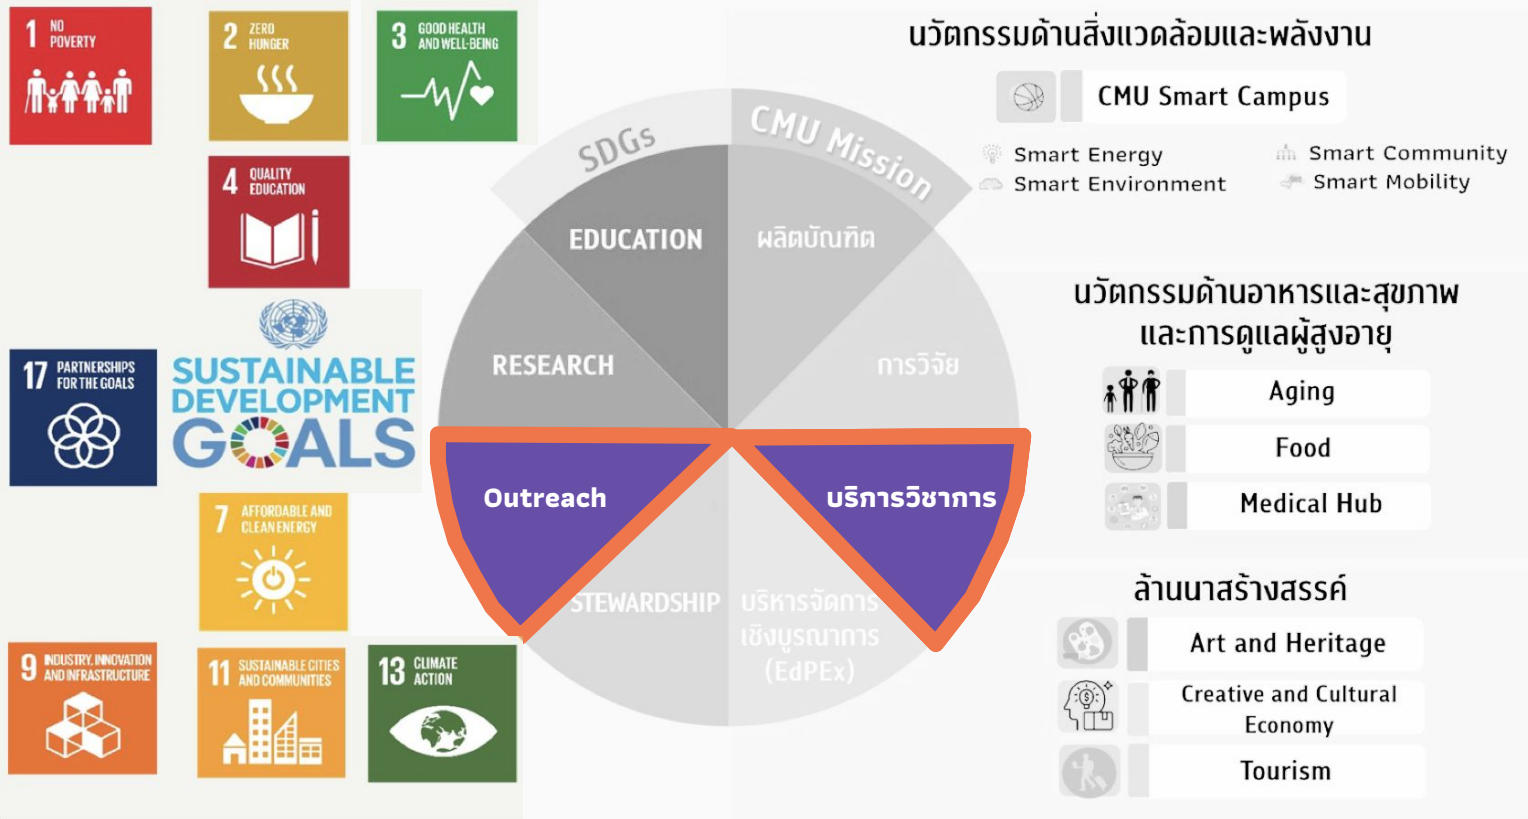 1 NO
POVERTY
2 ZERO
HUNGER
3 GOOD HEALTH
AND WELL-BEING
4 QUALITY
EDUCATION
17 PARTNERSHIPS
FOR THE GOALS
SUSTAINABLE
DEVELOPMENT
GOALS
7 AFFORDABLE AND
CLEAN ENERGY
9 INDUSTRY, INNOVATION
AND INFRASTRUCTURE
11 SUSTAINABLE CITIES
AND COMMUNITIES
13 CLIMATE
ACTION
SDGs
CMU Mission
EDUCATION
ผลิตบัณฑิต
RESEARCH
การวิจัย
Outreach
บริการวิชาการ
STEWARDSHIP
บริหารจัดการ
เชิงบูรณาการ
(EdPEx)
นวัตกรรมด้านสิ่งแวดล้อมและพลังงาน
CMU Smart Campus
Smart Energy
Smart Community
Smart Environment
Smart Mobility
นวัตกรรมด้านอาหารและสุขภาพ
และการดูแลผู้สูงอายุ
Aging
Food
Medical Hub
ล้านนาสร้างสรรค์
Art and Heritage
Creative and Cultural
Economy
Tourism